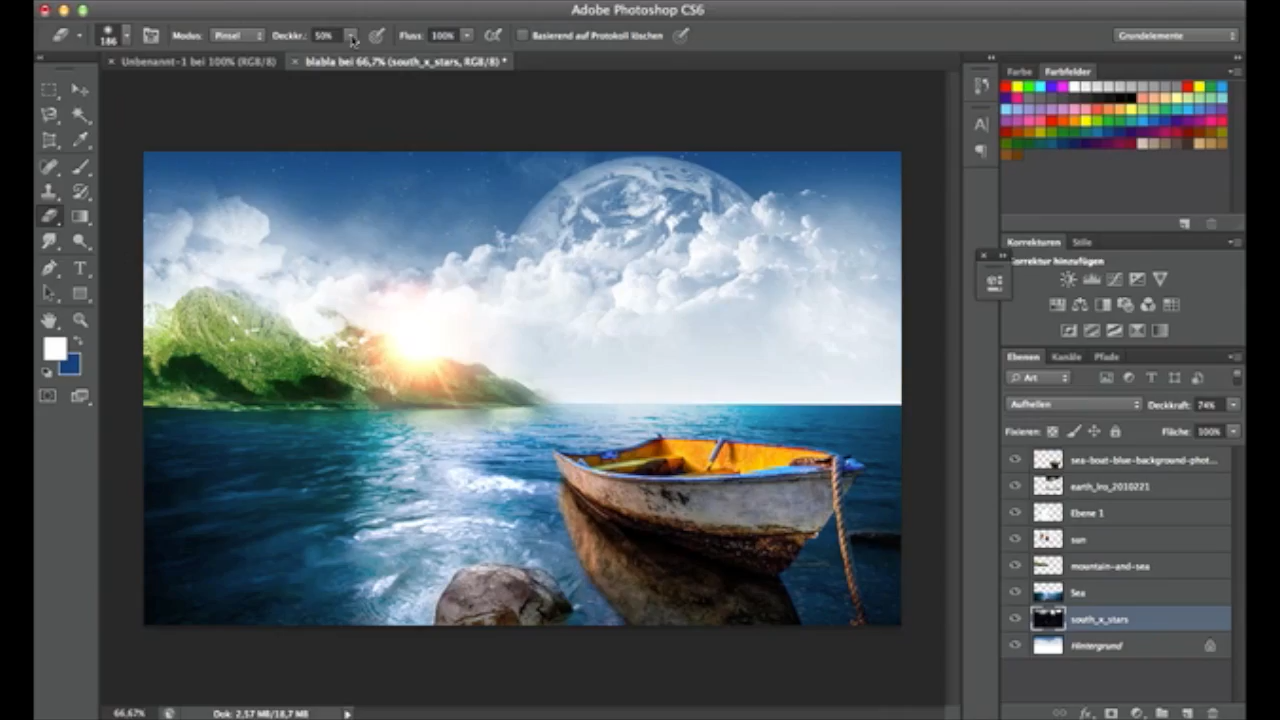 Adobe Photoshop CS6
186 Modus: Pinsel Deckkr.: 50% Fluss: 100% Basierend auf Protokoll löschen Grundelemente
Unbenannt-1 bei 100% (RGB/8) blabla bei 66,7% (south_x_stars, RGB/8) *
Farbe Farbfelder
Korrekturen Stile
Korrektur hinzufügen
Ebenen Kanäle Pfade
Art
Aufhellen Deckkraft: 74%
Fixieren: Fläche: 100%
sea-boat-blue-background-phot...
earth_lro_2010221
Ebene 1
sun
mountain-and-sea
Sea
south_x_stars
Hintergrund
66,67% Dok: 2,57 MB/18,7 MB